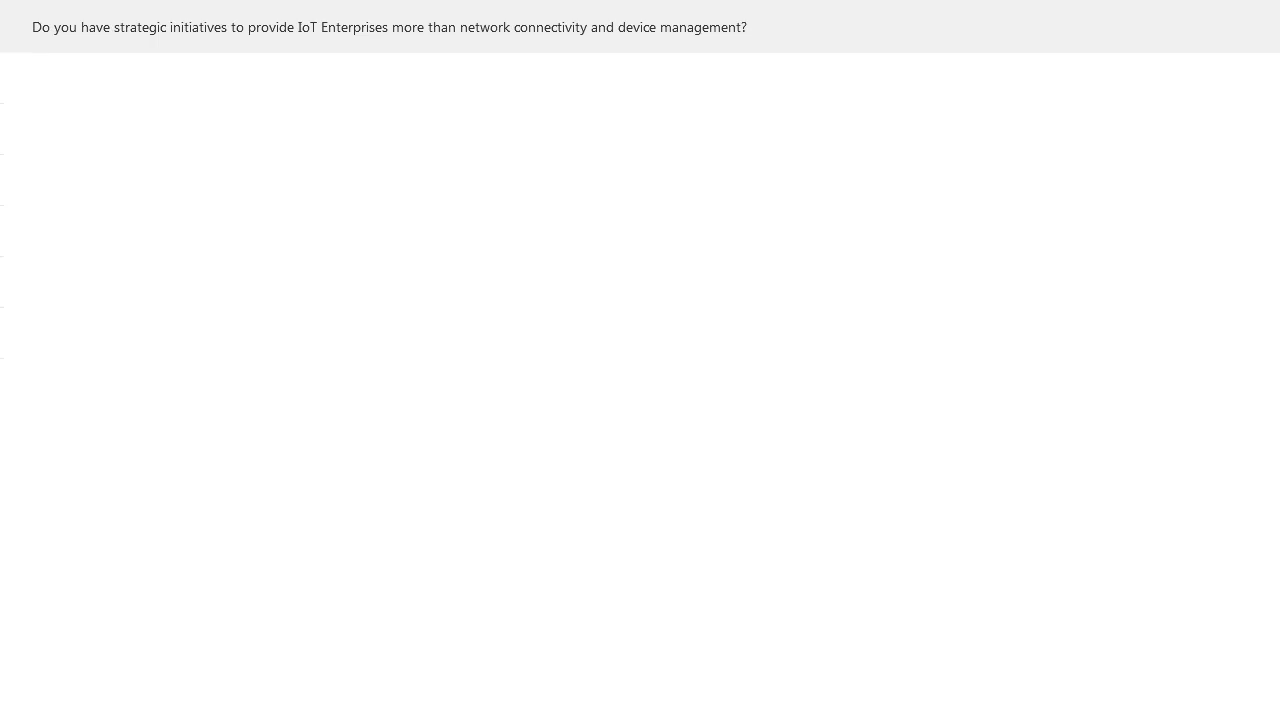 Do you have strategic initiatives to provide IoT Enterprises more than network connectivity and device management?